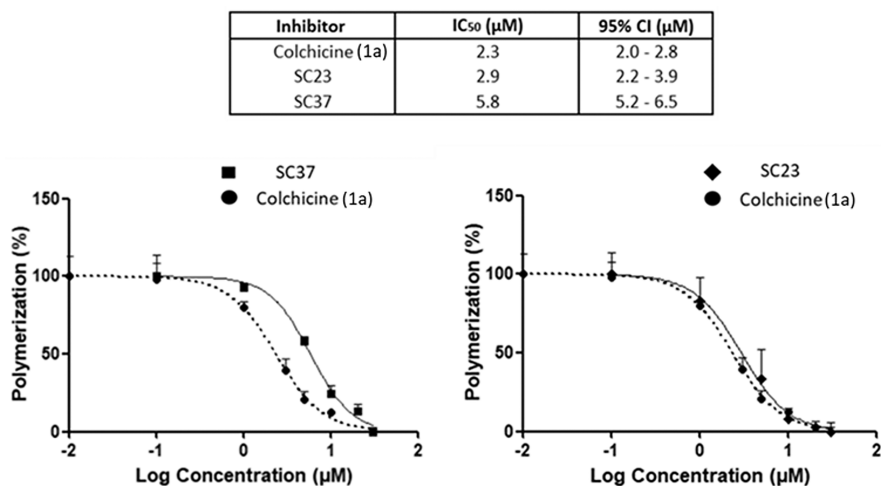 Inhibitor IC₅₀ (µM) 95% CI (µM)
Colchicine (1a) 2.3 2.0 - 2.8
SC23 2.9 2.2 - 3.9
SC37 5.8 5.2 - 6.5
SC37
Colchicine (1a)
Polymerization (%)
150
100
50
0
-2 -1 0 1 2
Log Concentration (µM)
SC23
Colchicine (1a)
Polymerization (%)
150
100
50
0
-2 -1 0 1 2
Log Concentration (µM)